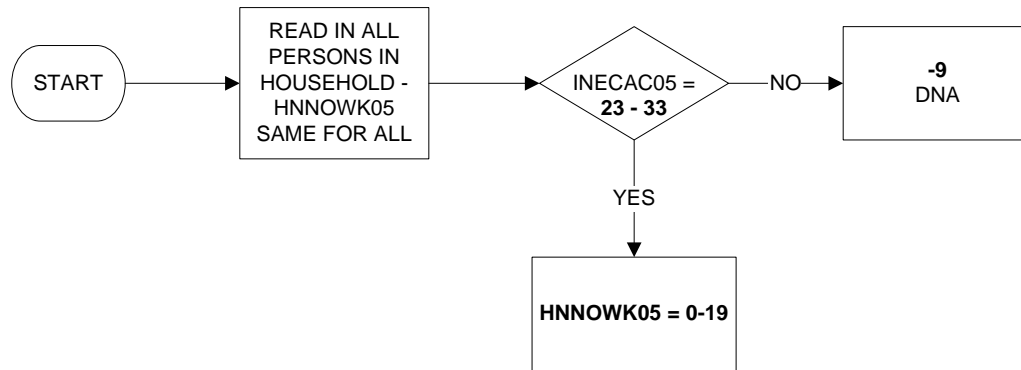 START
READ IN ALL
PERSONS IN
HOUSEHOLD -
HNNOWK05
SAME FOR ALL
INECAC05 =
23 - 33
NO
-9
DNA
YES
HNNOWK05 = 0-19